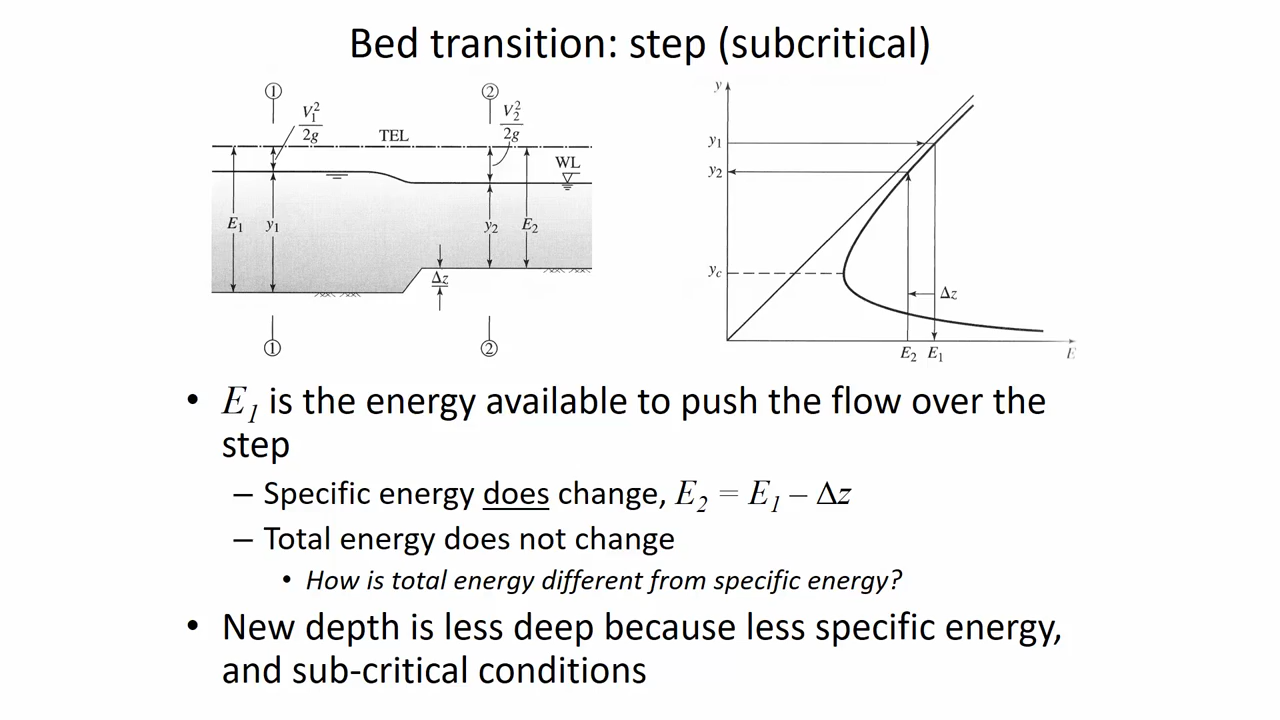 Bed transition: step (subcritical)
① ②
V₁²/2g V₂²/2g
TEL
WL
E₁ y₁ y₂ E₂
Δz
① ②
y
y₁
y₂
y_c
Δz
E₂ E₁ E
• E₁ is the energy available to push the flow over the
step
– Specific energy does change, E₂ = E₁ – Δz
– Total energy does not change
• How is total energy different from specific energy?
• New depth is less deep because less specific energy,
and sub-critical conditions